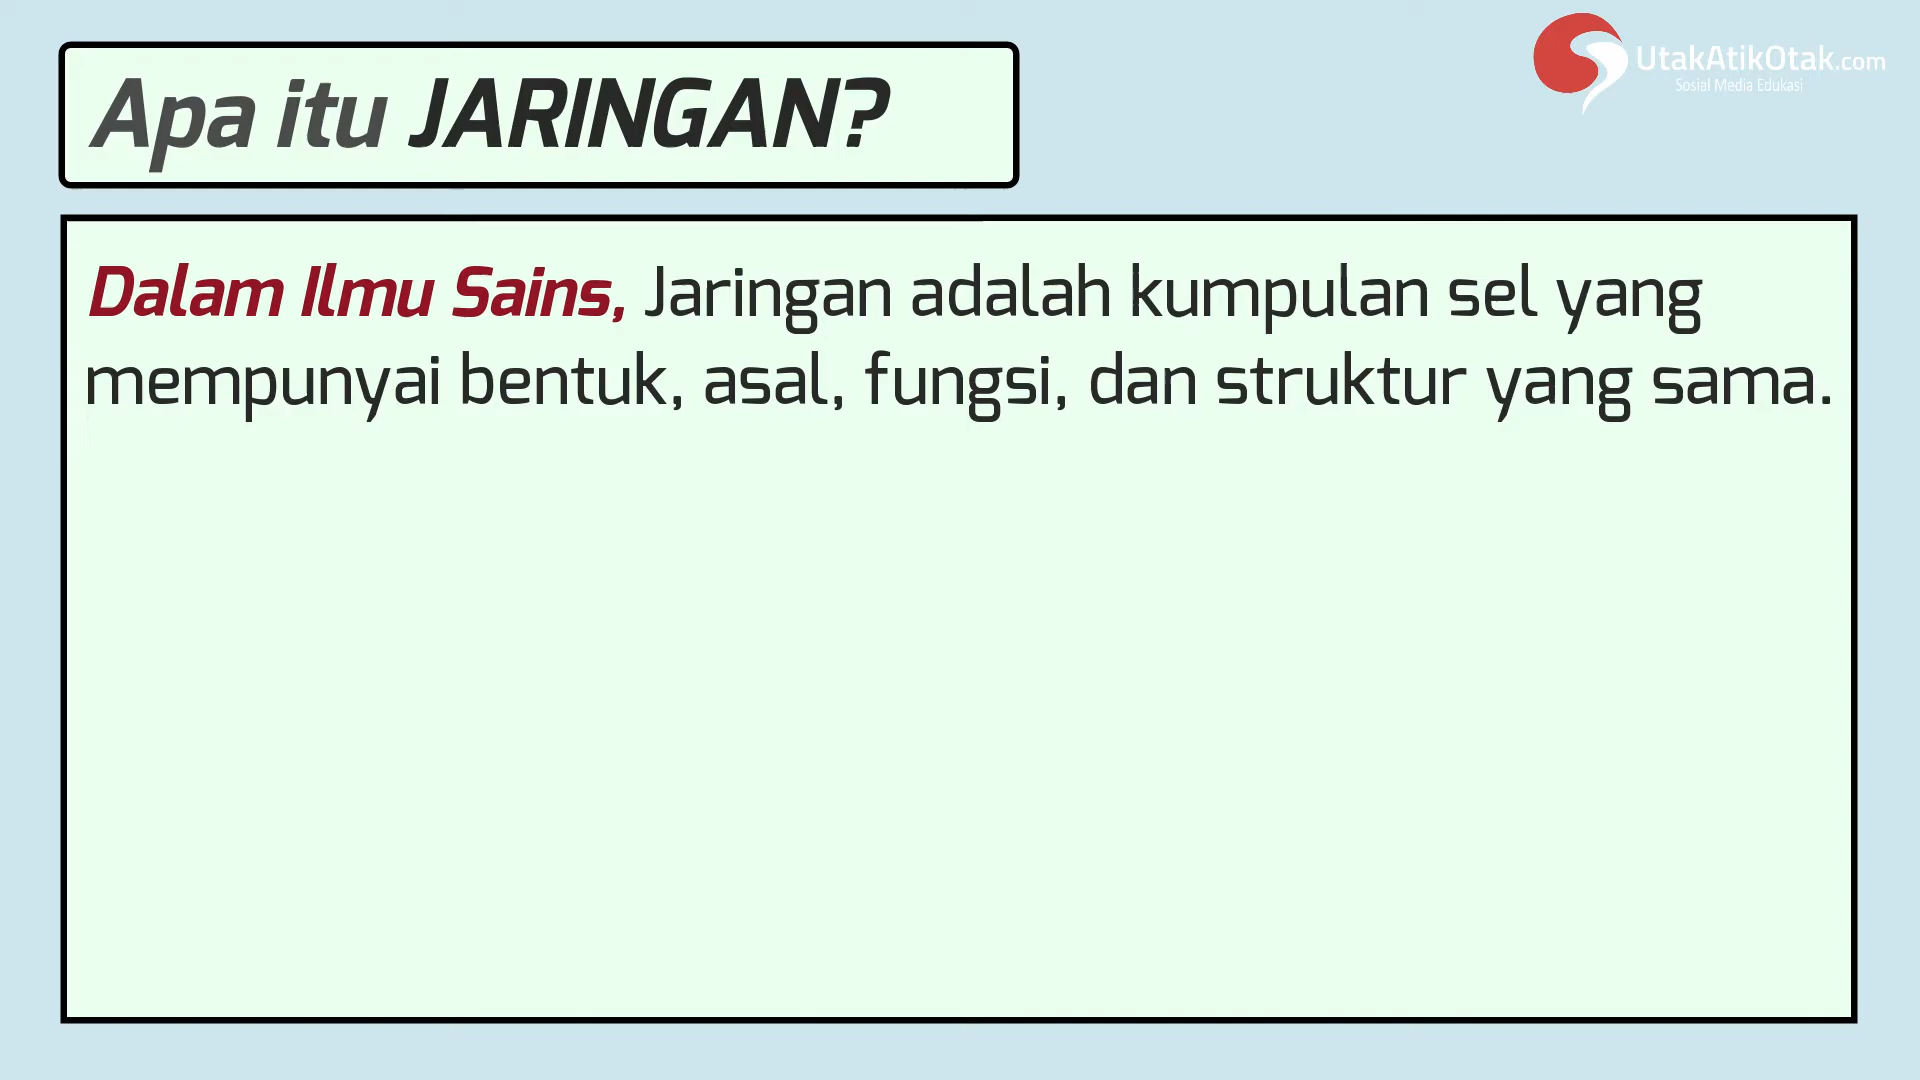 Apa itu JARINGAN?
UtakAtikOtak.com
Sosial Media Edukasi
Dalam Ilmu Sains, Jaringan adalah kumpulan sel yang
mempunyai bentuk, asal, fungsi, dan struktur yang sama.